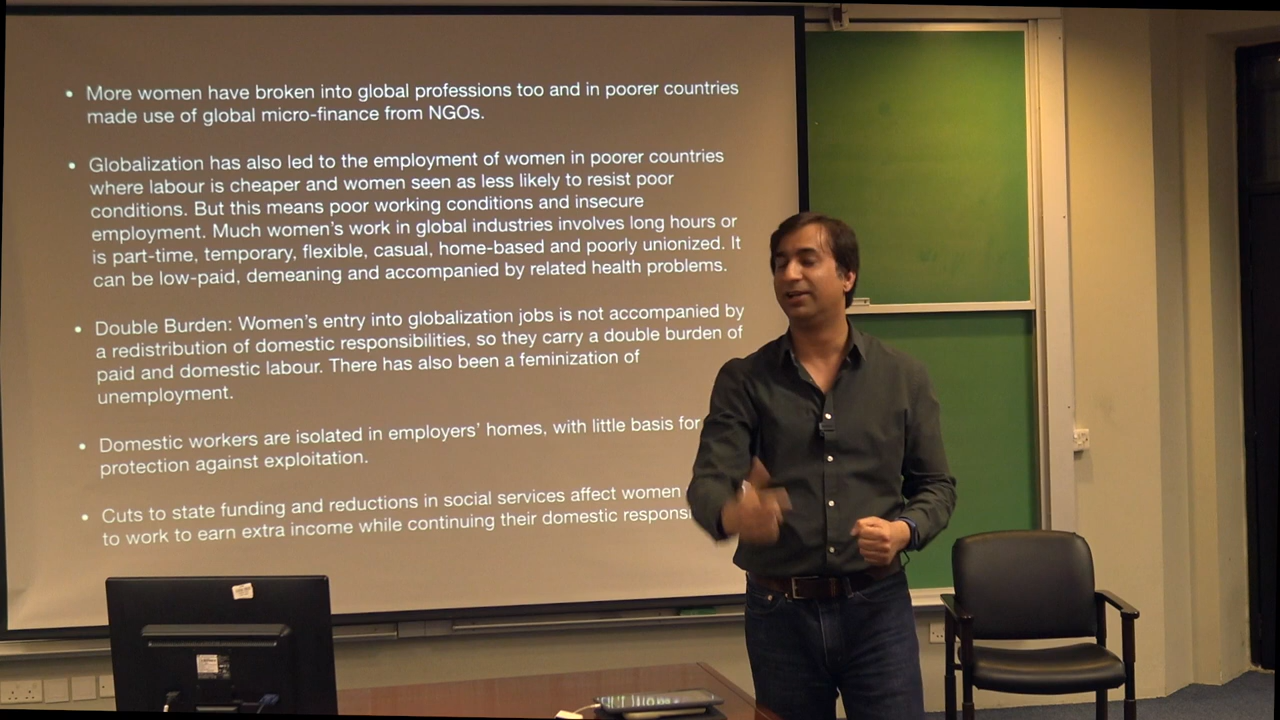 • More women have broken into global professions too and in poorer countries
made use of global micro-finance from NGOs.
• Globalization has also led to the employment of women in poorer countries
where labour is cheaper and women seen as less likely to resist poor
conditions. But this means poor working conditions and insecure
employment. Much women's work in global industries involves long hours or
is part-time, temporary, flexible, casual, home-based and poorly unionized. It
can be low-paid, demeaning and accompanied by related health problems.
• Double Burden: Women's entry into globalization jobs is not accompanied by
a redistribution of domestic responsibilities, so they carry a double burden of
paid and domestic labour. There has also been a feminization of
unemployment.
• Domestic workers are isolated in employers' homes, with little basis for
protection against exploitation.
• Cuts to state funding and reductions in social services affect women
to work to earn extra income while continuing their domestic